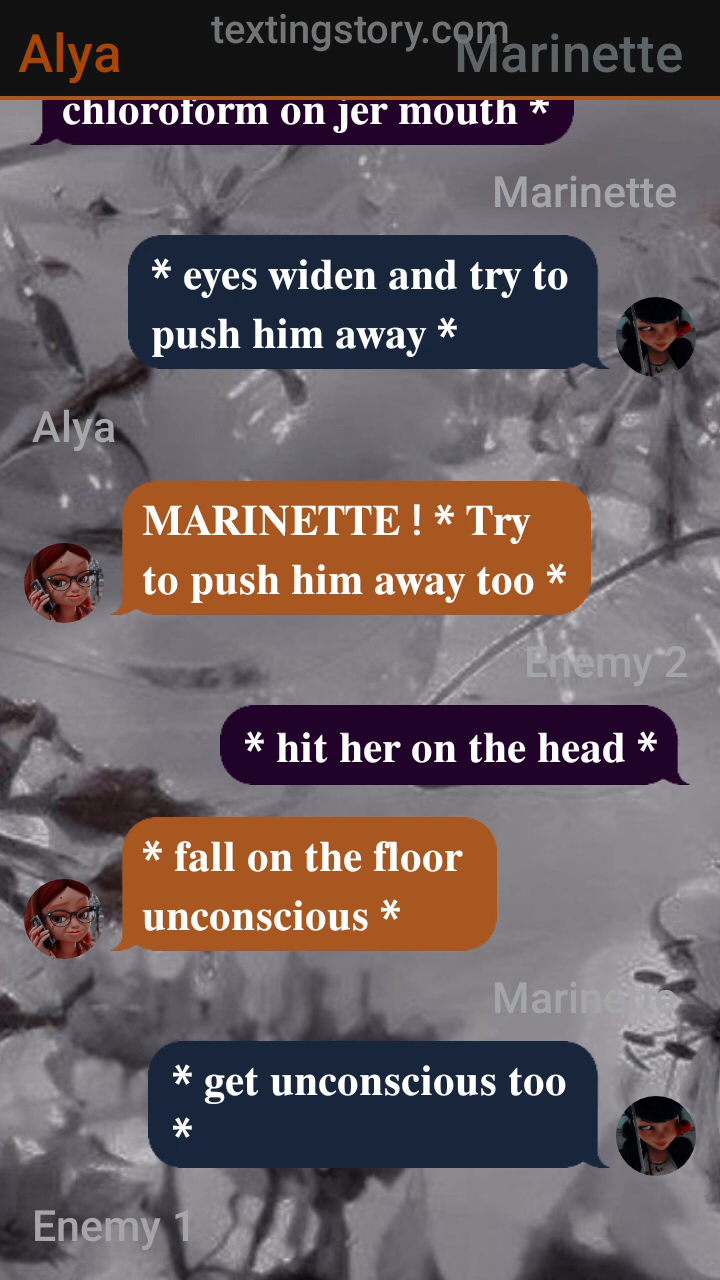 textingstory.com
Alya
Marinette
chloroform on jer mouth *
Marinette
* eyes widen and try to
push him away *
Alya
MARINETTE ! * Try
to push him away too *
Enemy 2
* hit her on the head *
* fall on the floor
unconscious *
Marinette
* get unconscious too
*
Enemy 1